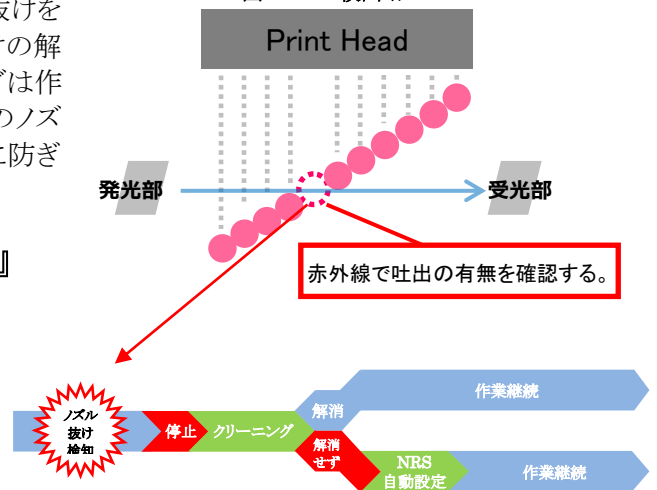 抜けを
けの解
Print Head
ズは作
のノズ
に防ぎ
発光部
受光部
』
赤外線で吐出の有無を確認する。
作業継続
解消
ノズル
抜け
検知
停止
クリーニング
解消
せず
NRS
自動設定
作業継続